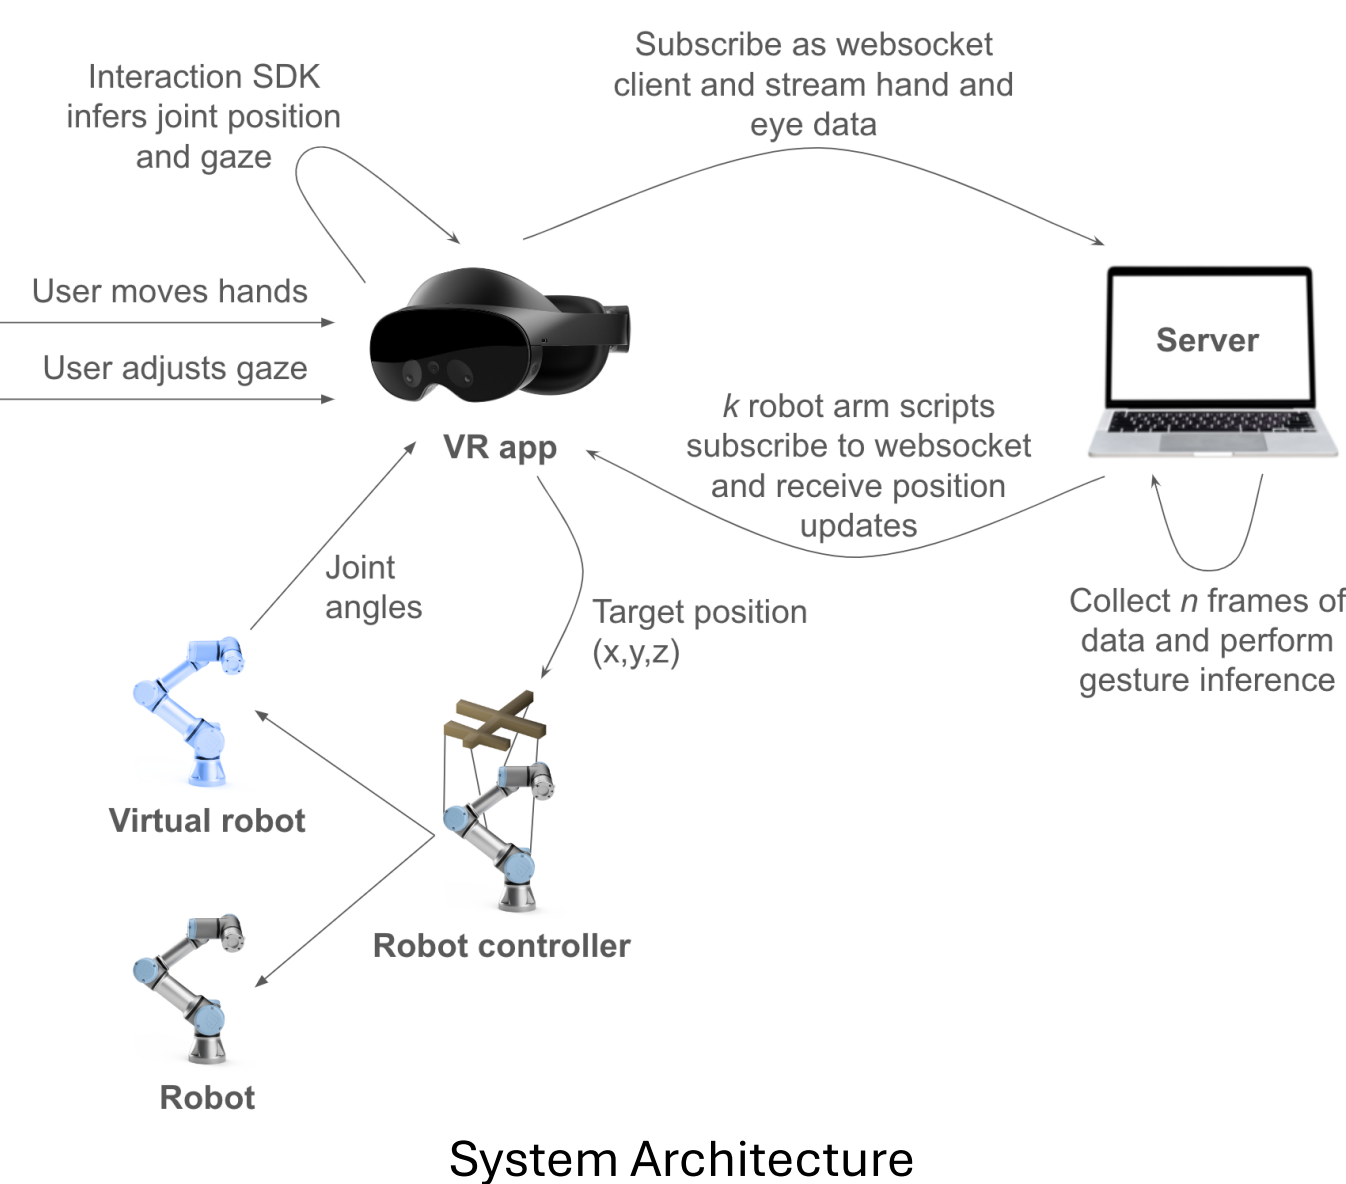 Subscribe as websocket
client and stream hand and
eye data
Interaction SDK
infers joint position
and gaze
User moves hands
User adjusts gaze
VR app
Server
k robot arm scripts
subscribe to websocket
and receive position
updates
Collect n frames of
data and perform
gesture inference
Joint
angles
Target position
(x,y,z)
Virtual robot
Robot controller
Robot
System Architecture